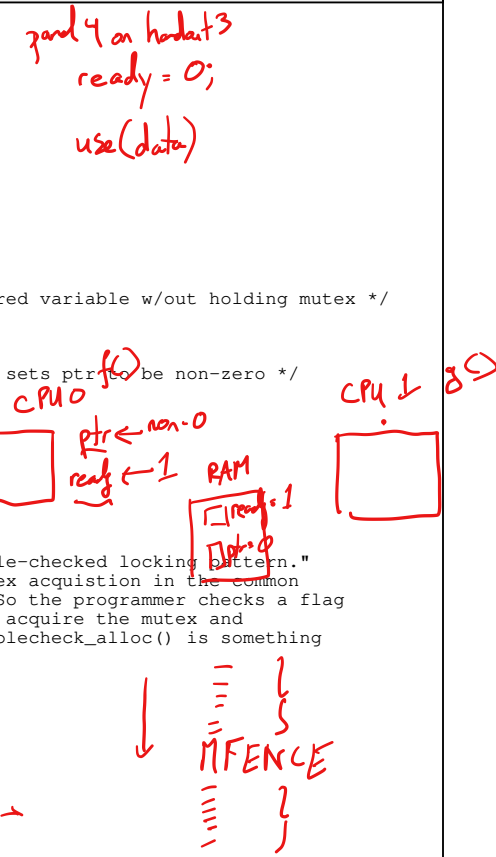 panel 4 on handout 3
ready = 0;
use(data)
red variable w/out holding mutex */
f()
sets ptr to be non-zero */
CPU 0
CPU 1 g()
ptr ← non-0
ready ← 1
RAM
ready = 1
ptr = 0
le-checked locking pattern."
ex acquistion in the common
So the programmer checks a flag
acquire the mutex and
blecheck_alloc() is something
MFENCE